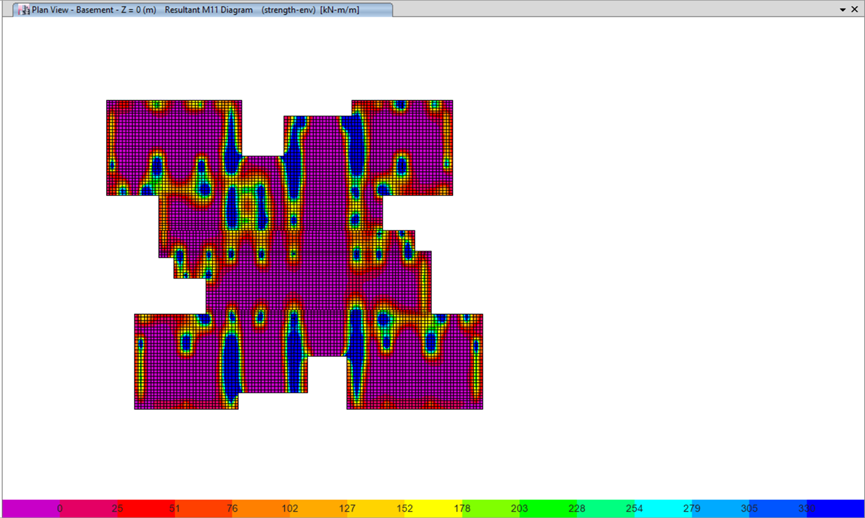 Plan View - Basement - Z = 0 (m)    Resultant M11 Diagram    (strength-env)  [kN-m/m]
0 25 51 76 102 127 152 178 203 228 254 279 305